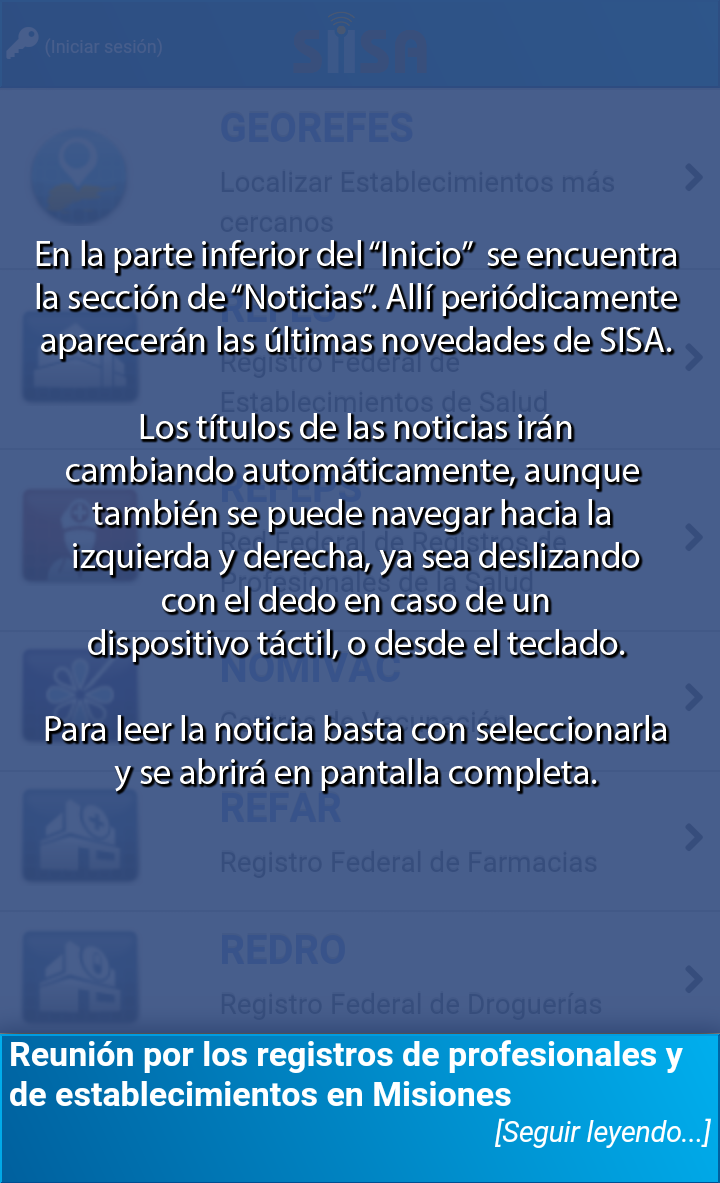 (Iniciar sesión)
SiiSA
GEOREFES
Localizar Establecimientos más
cercanos
En la parte inferior del “Inicio” se encuentra
la sección de “Noticias”. Allí periódicamente
aparecerán las últimas novedades de SISA.
REFES
Registro Federal de
Establecimientos de Salud
Los títulos de las noticias irán
cambiando automáticamente, aunque
también se puede navegar hacia la
izquierda y derecha, ya sea deslizando
con el dedo en caso de un
dispositivo táctil, o desde el teclado.
REFEPS
Red Federal de Registros de
Profesionales de la Salud
NOMIVAC
Centros de Vacunación
Para leer la noticia basta con seleccionarla
y se abrirá en pantalla completa.
REFAR
Registro Federal de Farmacias
REDRO
Registro Federal de Droguerías
Reunión por los registros de profesionales y
de establecimientos en Misiones
[Seguir leyendo...]